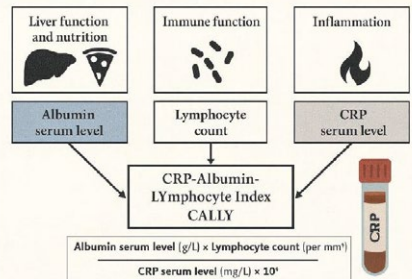 Liver function
and nutrition
Immune function
Inflammation
Albumin
serum level
Lymphocyte
count
CRP
serum level
CRP-Albumin-
LYmphocyte Index
CALLY
CRP
Albumin serum level (g/L) x Lymphocyte count (per mm³)
CRP serum level (mg/L) × 10⁴